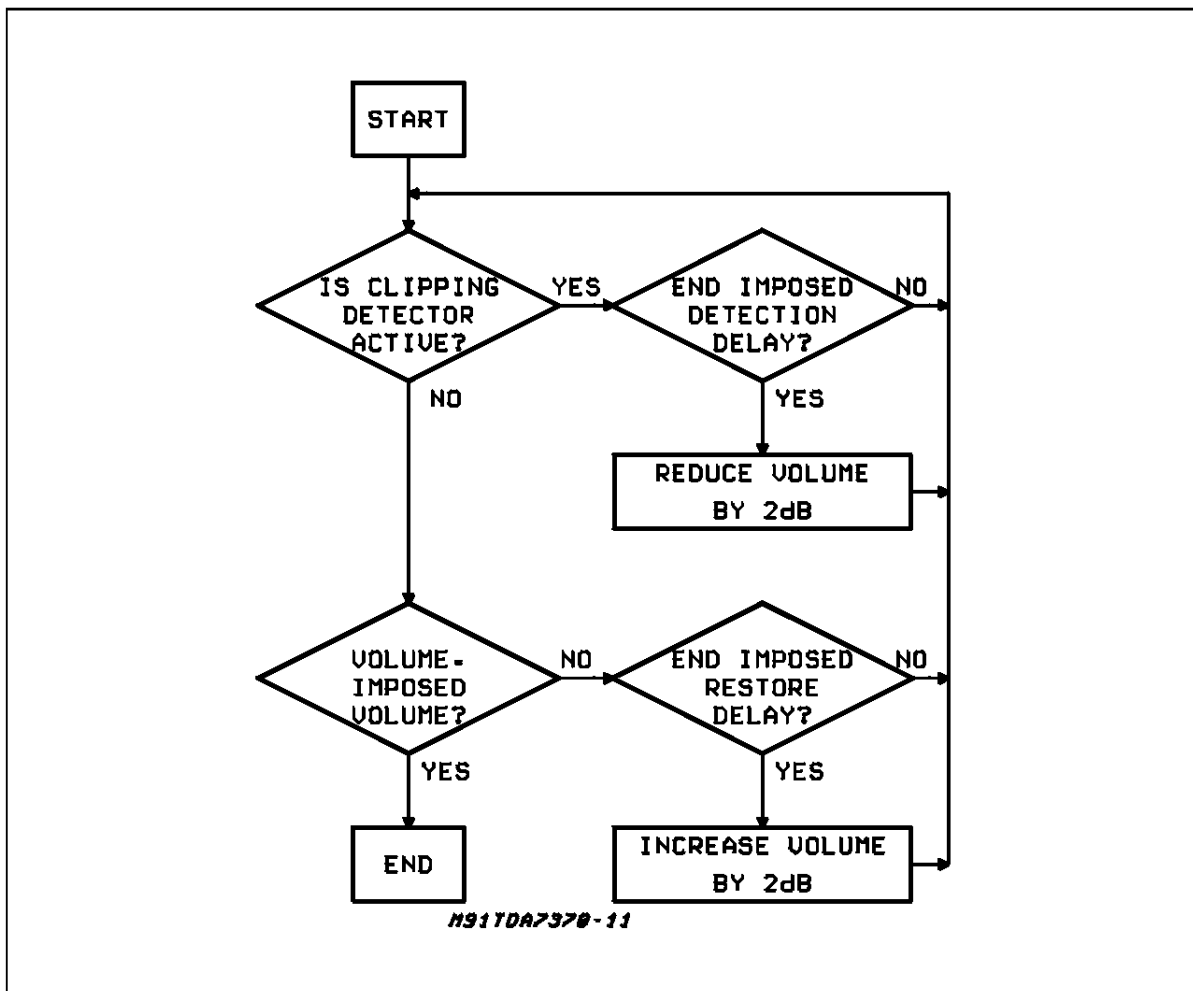 START
IS CLIPPING
DETECTOR
ACTIVE?
YES
END IMPOSED
DETECTION
DELAY?
NO
NO
YES
REDUCE VOLUME
BY 2dB
VOLUME=
IMPOSED
VOLUME?
NO
END IMPOSED
RESTORE
DELAY?
NO
YES
YES
END
INCREASE VOLUME
BY 2dB
M91TDA7370-11